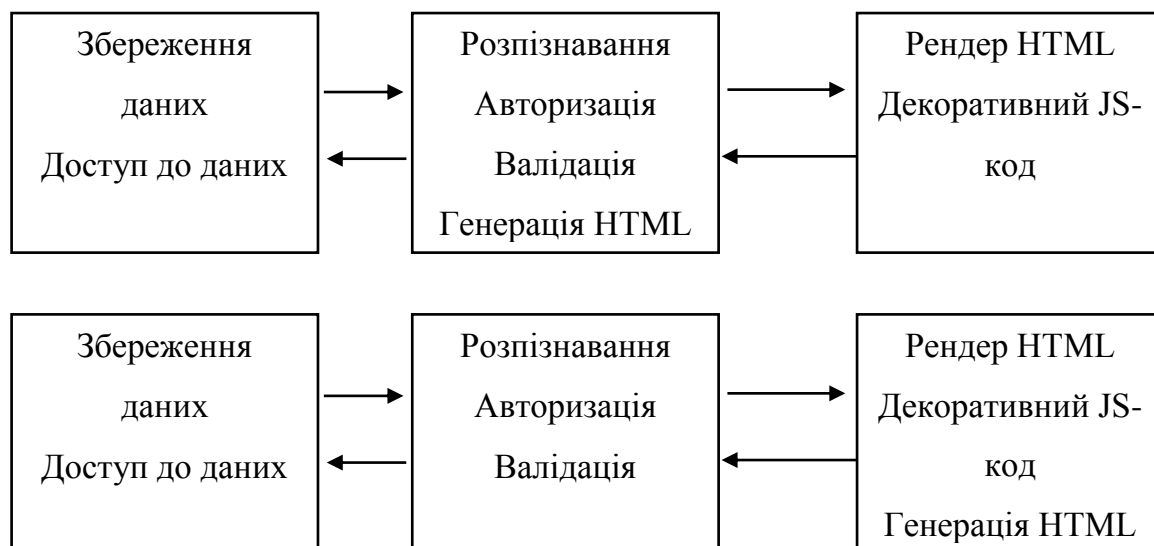 Збереження
даних
Доступ до даних
Розпізнавання
Авторизація
Валідація
Генерація HTML
Рендер HTML
Декоративний JS-
код
Збереження
даних
Доступ до даних
Розпізнавання
Авторизація
Валідація
Рендер HTML
Декоративний JS-
код
Генерація HTML